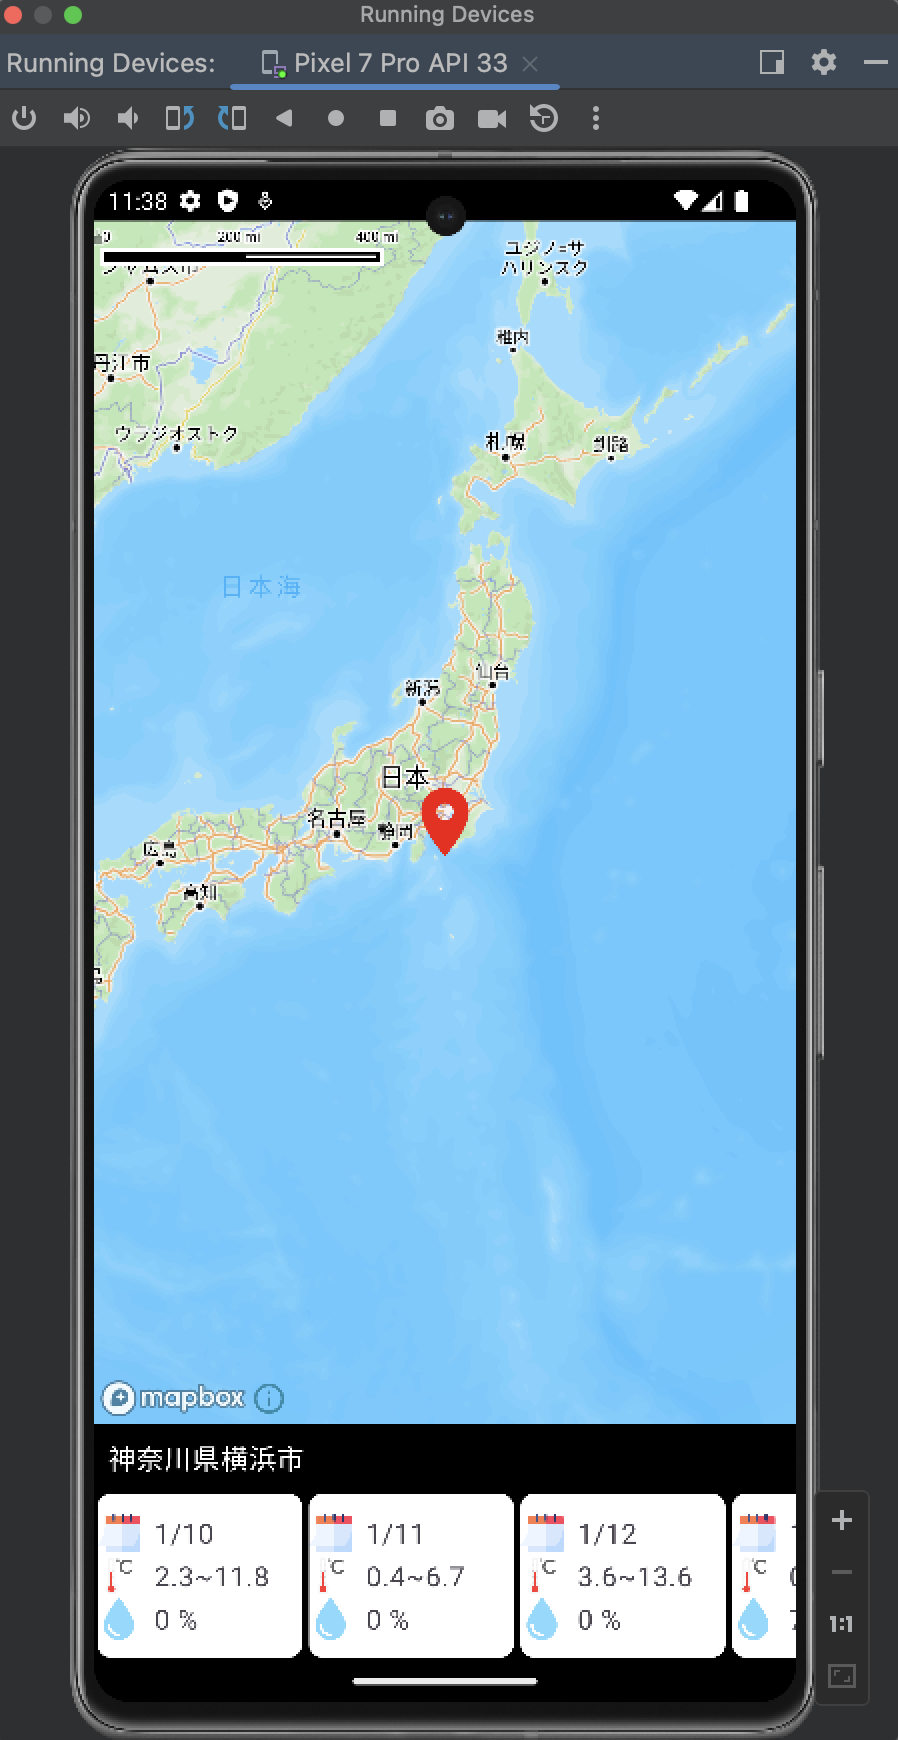 Running Devices
Running Devices:
Pixel 7 Pro API 33
11:38
0
200 mi
400 mi
ユジノ=サ
ハリンスク
稚内
丹江市
ウラジオストク
札幌
釧路
日本海
仙台
新潟
日本
名古屋
静岡
広島
高知
mapbox
神奈川県横浜市
1/10
1/11
1/12
°C
2.3~11.8
°C
0.4~6.7
°C
3.6~13.6
°C
0 %
0 %
0 %
1:1